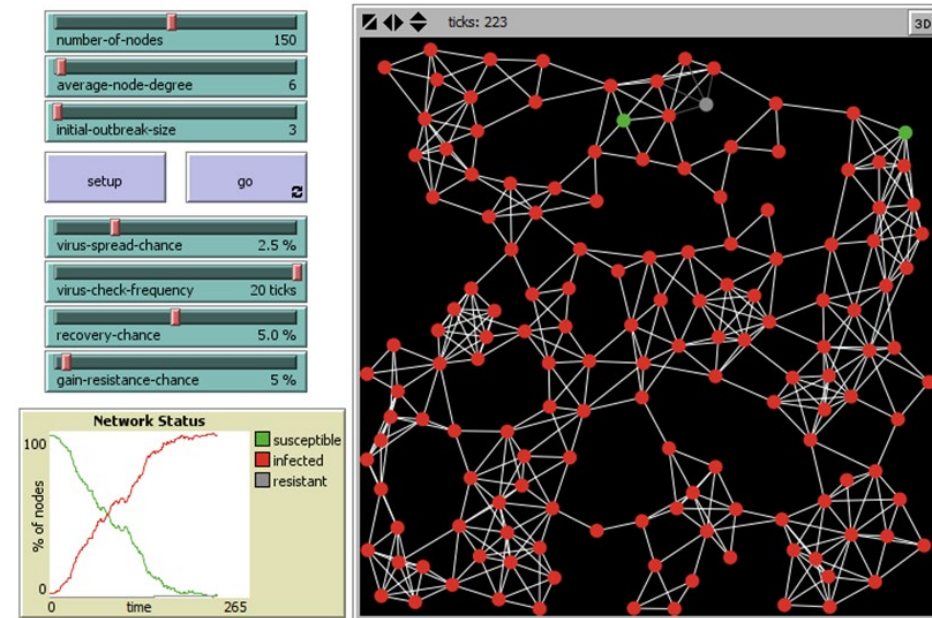 number-of-nodes 150
average-node-degree 6
initial-outbreak-size 3
setup go
virus-spread-chance 2.5 %
virus-check-frequency 20 ticks
recovery-chance 5.0 %
gain-resistance-chance 5 %
Network Status
100
% of nodes
0
0 time 265
susceptible
infected
resistant
ticks: 223
3D